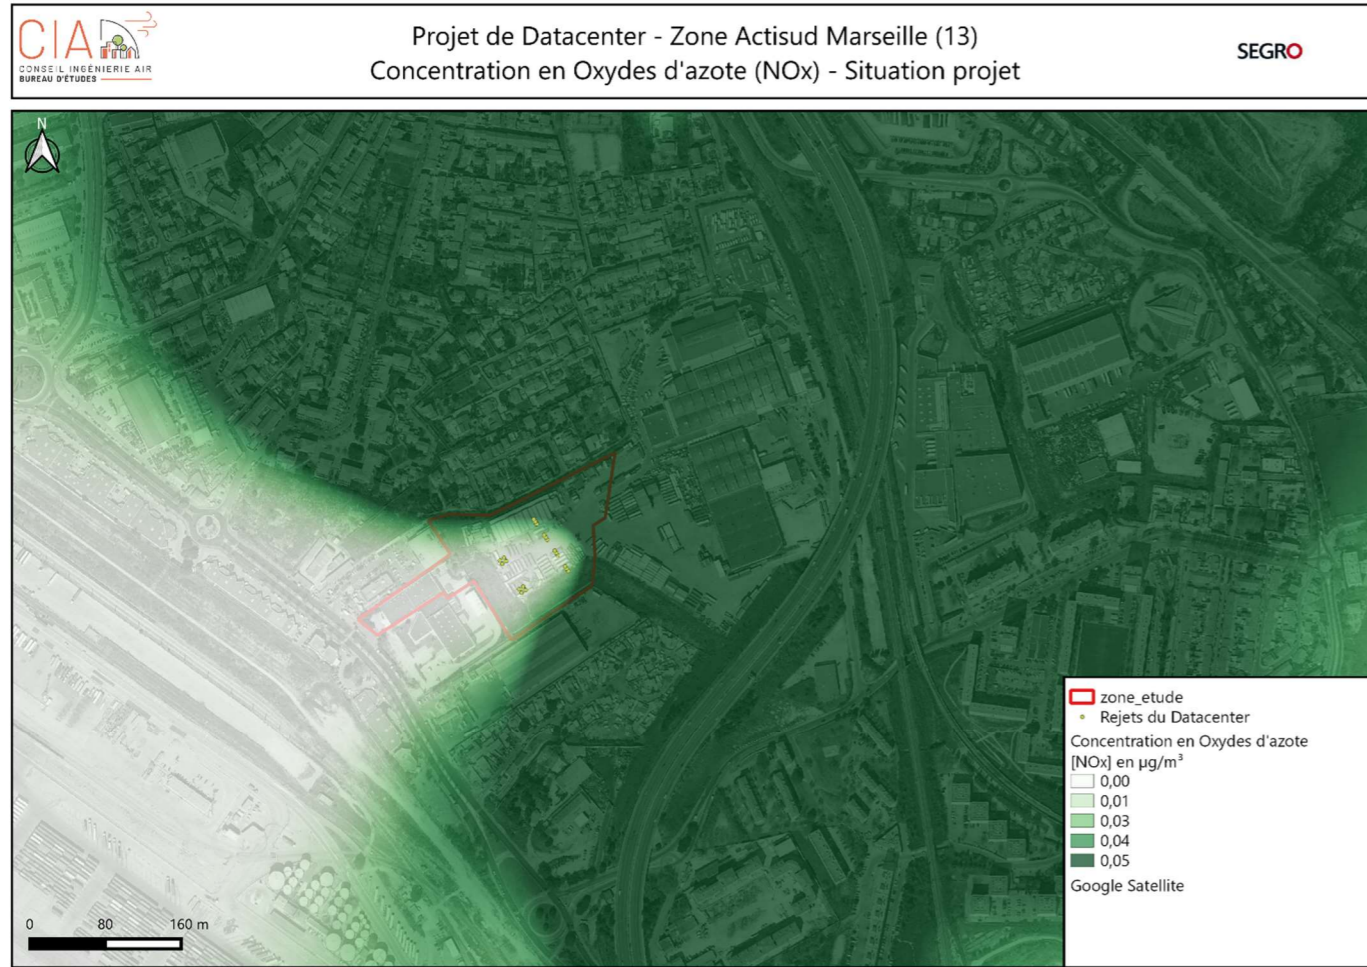 CIA
CONSEIL INGÉNIERIE AIR
BUREAU D'ÉTUDES
Projet de Datacenter - Zone Actisud Marseille (13)
Concentration en Oxydes d'azote (NOx) - Situation projet
SEGRO
N
zone_etude
Rejets du Datacenter
Concentration en Oxydes d'azote
[NOx] en µg/m³
0,00
0,01
0,03
0,04
0,05
Google Satellite
0 80 160 m